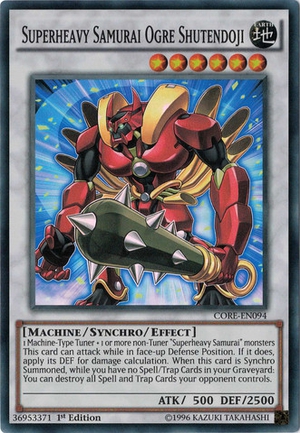 SUPERHEAVY SAMURAI OGRE SHUTENDOJI
EARTH
地
CORE-EN094
[MACHINE/SYNCHRO/EFFECT]
1 Machine-Type Tuner + 1 or more non-Tuner "Superheavy Samurai" monsters
This card can attack while in face-up Defense Position. If it does,
apply its DEF for damage calculation. When this card is Synchro
Summoned, while you have no Spell/Trap Cards in your Graveyard:
You can destroy all Spell and Trap Cards your opponent controls.
ATK/ 500 DEF/2500
36953371 1st Edition ©1996 KAZUKI TAKAHASHI